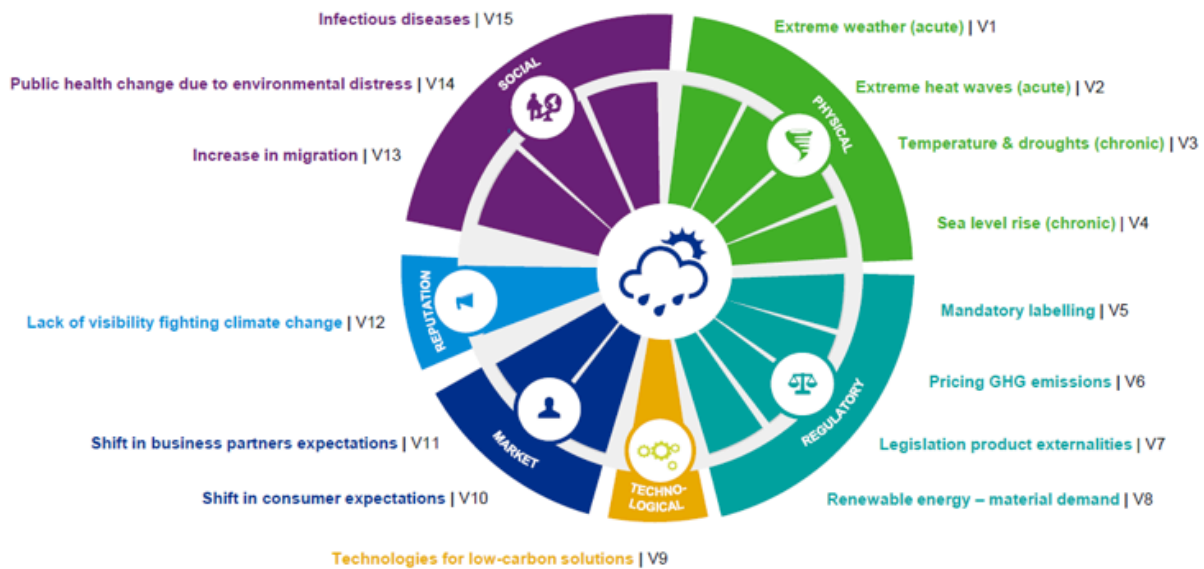 Infectious diseases | V15
Extreme weather (acute) | V1
Public health change due to environmental distress | V14
Extreme heat waves (acute) | V2
Increase in migration | V13
Temperature & droughts (chronic) | V3
Sea level rise (chronic) | V4
Lack of visibility fighting climate change | V12
Mandatory labelling | V5
Pricing GHG emissions | V6
Shift in business partners expectations | V11
Legislation product externalities | V7
Shift in consumer expectations | V10
Renewable energy – material demand | V8
Technologies for low-carbon solutions | V9
SOCIAL
PHYSICAL
REPUTATION
REGULATORY
MARKET
TECHNO-
LOGICAL